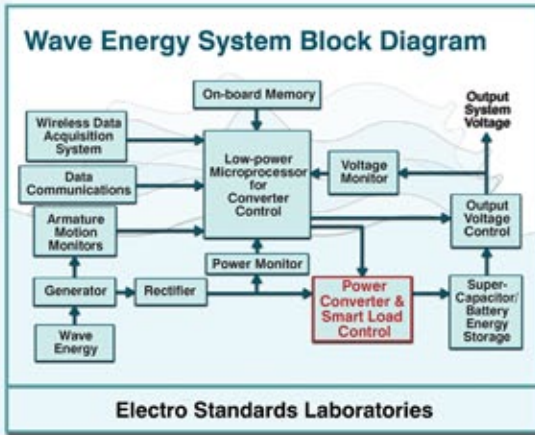 Wave Energy System Block Diagram
On-board Memory
Output
System
Voltage
Wireless Data
Acquisition
System
Low-power
Microprocessor
for
Converter
Control
Voltage
Monitor
Data
Communications
Armature
Motion
Monitors
Output
Voltage
Control
Power Monitor
Generator
Rectifier
Power
Converter &
Smart Load
Control
Super-
Capacitor/
Battery
Energy
Storage
Wave
Energy
Electro Standards Laboratories